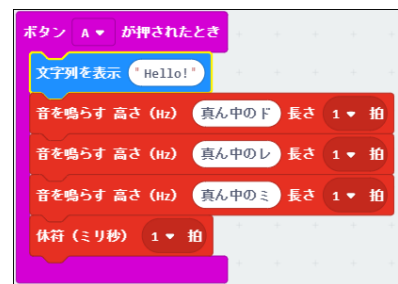 ボタン A▼ が押されたとき
文字列を表示 "Hello!"
音を鳴らす 高さ (Hz) 真ん中のド 長さ 1▼ 拍
音を鳴らす 高さ (Hz) 真ん中のレ 長さ 1▼ 拍
音を鳴らす 高さ (Hz) 真ん中のミ 長さ 1▼ 拍
休符 (ミリ秒) 1▼ 拍